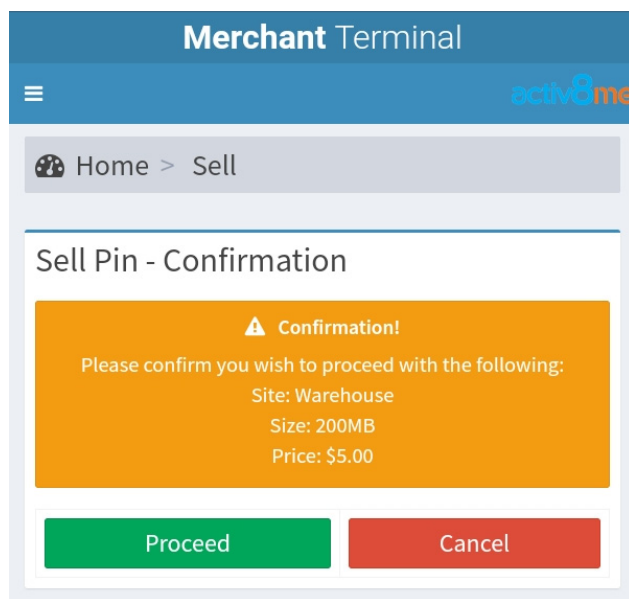 Merchant Terminal
activ8me
Home > Sell
Sell Pin - Confirmation
Confirmation!
Please confirm you wish to proceed with the following:
Site: Warehouse
Size: 200MB
Price: $5.00
Proceed Cancel